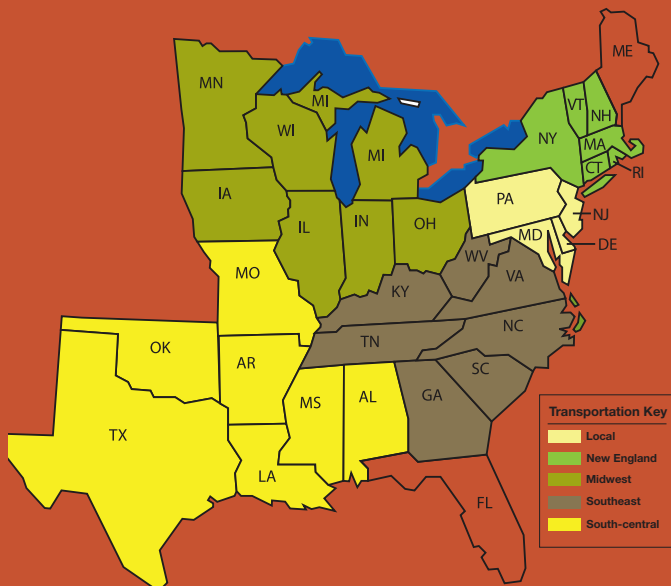 ME
MN
VT
NH
MI
WI
NY
MA
MI
CT
RI
IA
PA
NJ
IL
IN
OH
MD
DE
WV
MO
VA
KY
NC
TN
OK
AR
SC
MS
AL
GA
TX
LA
FL
Transportation Key
Local
New England
Midwest
Southeast
South-central